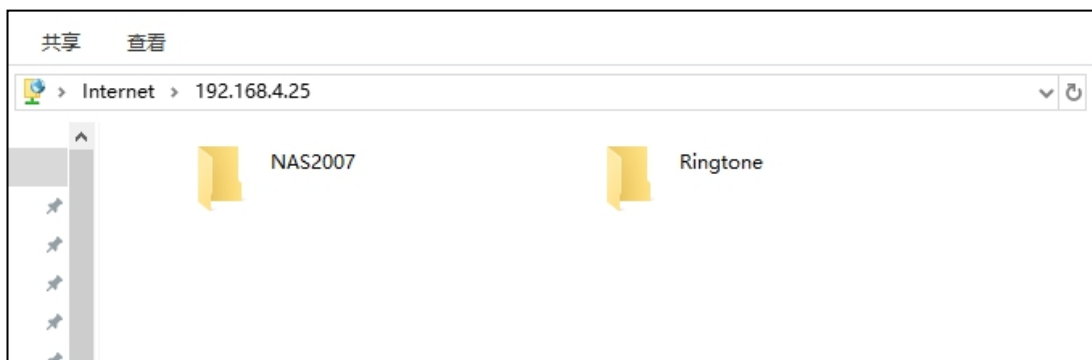 共享 查看
Internet > 192.168.4.25
NAS2007 Ringtone